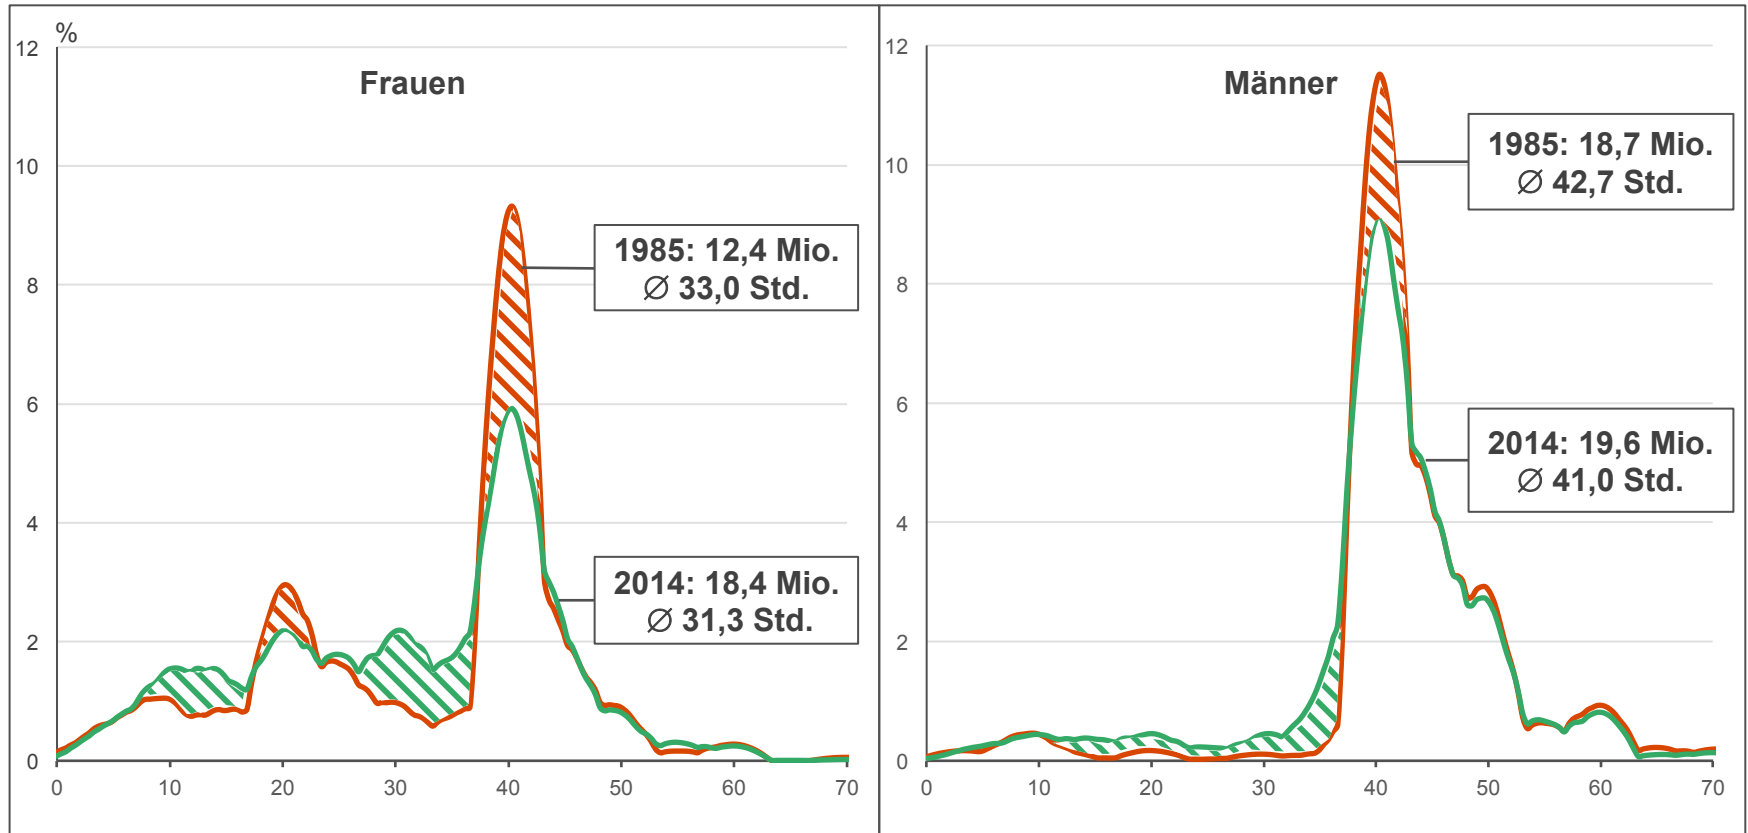 %
Frauen
12
10
8
6
4
2
0
0 10 20 30 40 50 60 70
1985: 12,4 Mio.
∅ 33,0 Std.
2014: 18,4 Mio.
∅ 31,3 Std.
Männer
12
10
8
6
4
2
0
0 10 20 30 40 50 60 70
1985: 18,7 Mio.
∅ 42,7 Std.
2014: 19,6 Mio.
∅ 41,0 Std.